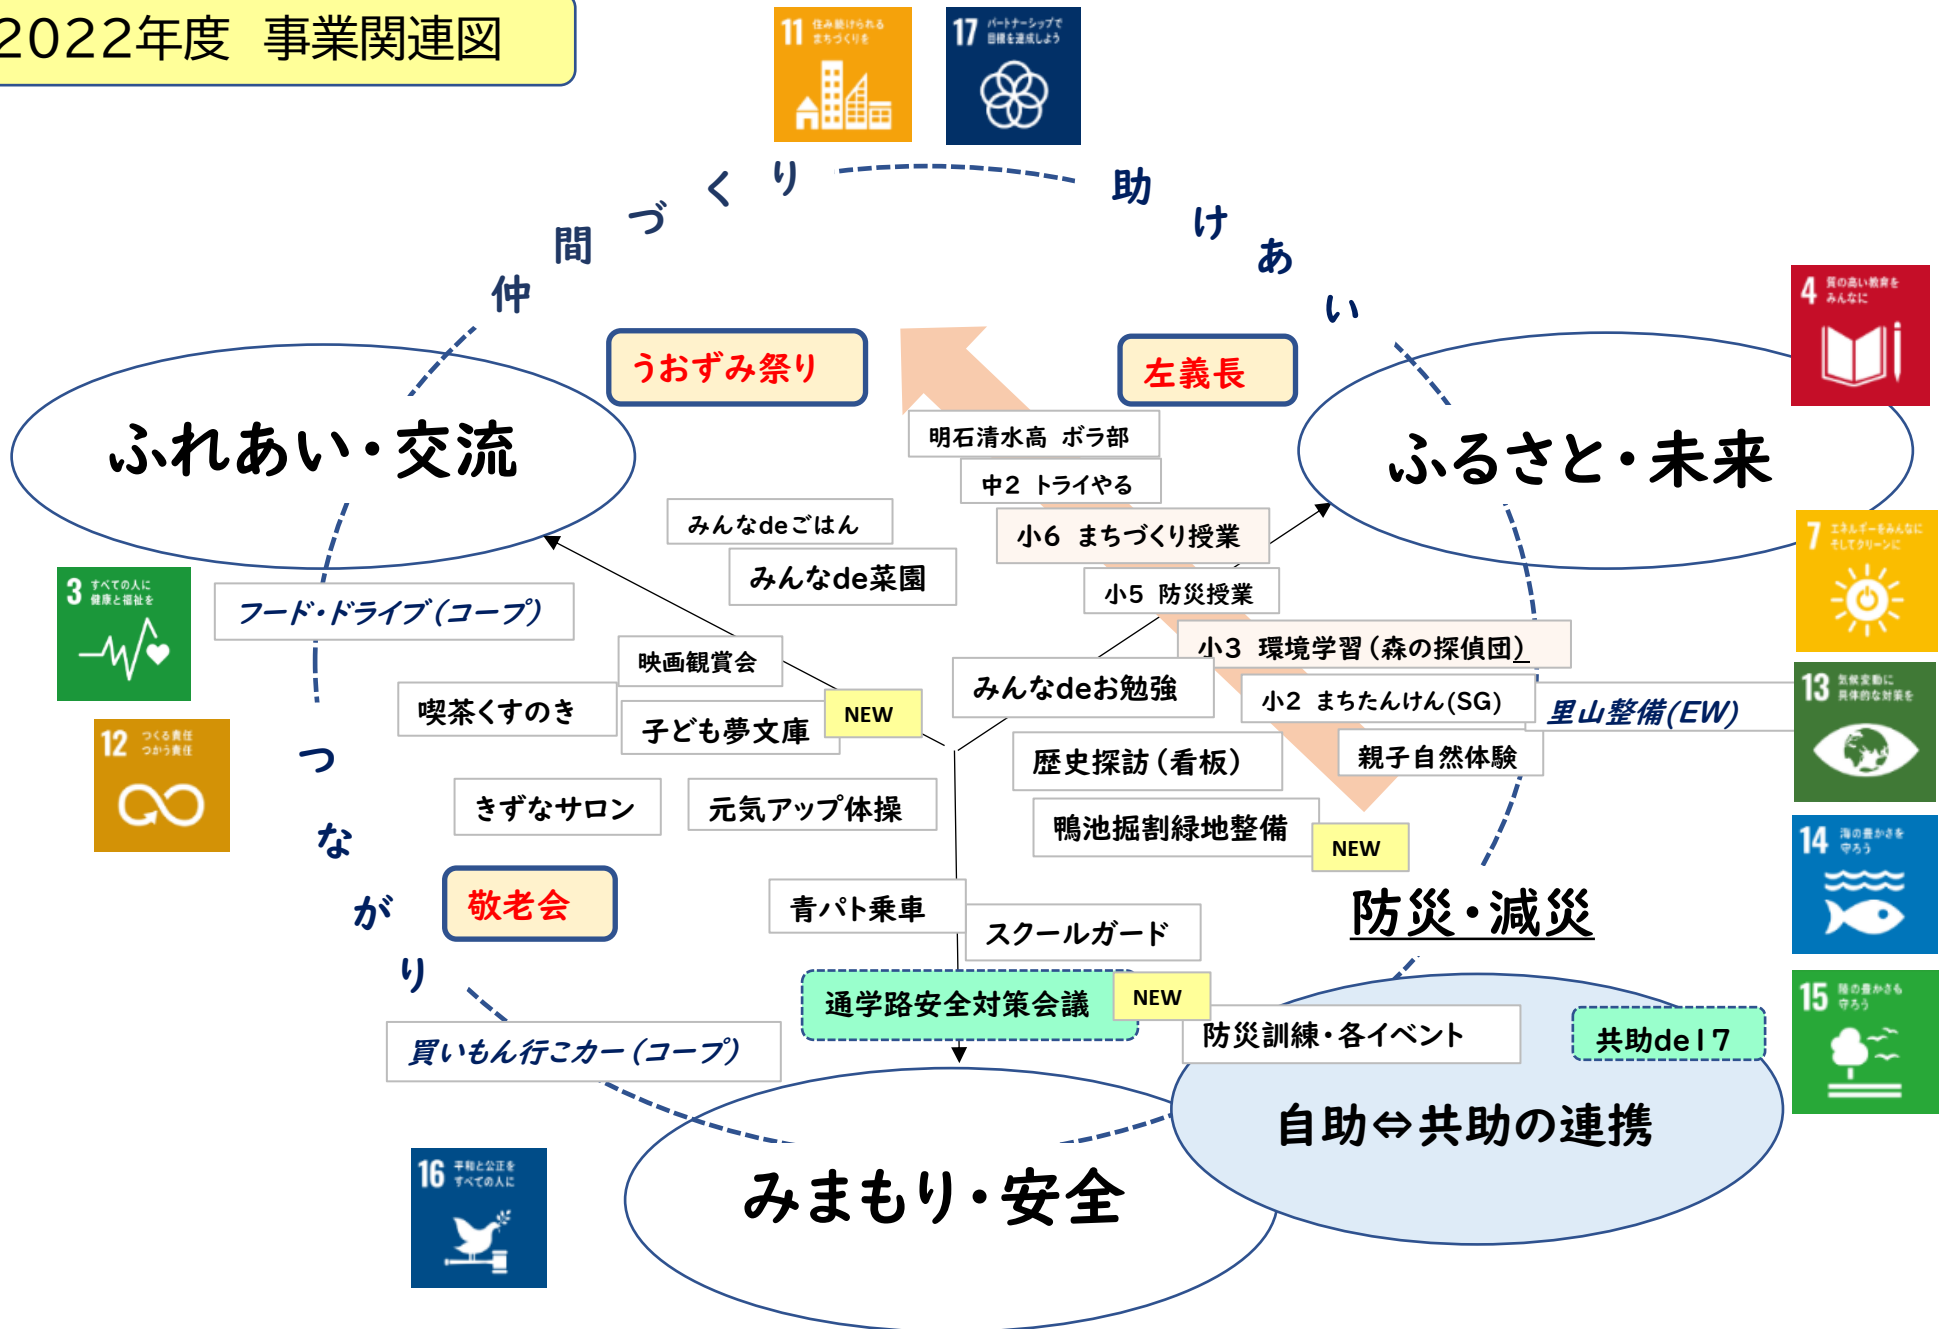 2022年度 事業関連図
11 住み続けられる
まちづくりを
17 パートナーシップで
目標を達成しよう
仲間づくり
助けあい
4 質の高い教育を
みんなに
うおずみ祭り
左義長
ふれあい・交流
ふるさと・未来
明石清水高 ボラ部
中2 トライやる
みんなdeごはん
小6 まちづくり授業
7 エネルギーをみんなに
そしてクリーンに
みんなde菜園
小5 防災授業
3 すべての人に
健康と福祉を
フード・ドライブ(コープ)
小3 環境学習(森の探偵団)
映画観賞会
みんなdeお勉強
小2 まちたんけん(SG)
里山整備(EW)
13 気候変動に
具体的な対策を
喫茶くすのき
子ども夢文庫
NEW
12 つくる責任
つかう責任
歴史探訪(看板)
親子自然体験
きずなサロン
元気アップ体操
鴨池掘割緑地整備
NEW
14 海の豊かさを
守ろう
つながり
敬老会
青パト乗車
スクールガード
防災・減災
通学路安全対策会議
NEW
15 陸の豊かさも
守ろう
買いもん行こカー(コープ)
防災訓練・各イベント
共助de17
自助⇔共助の連携
16 平和と公正を
すべての人に
みまもり・安全